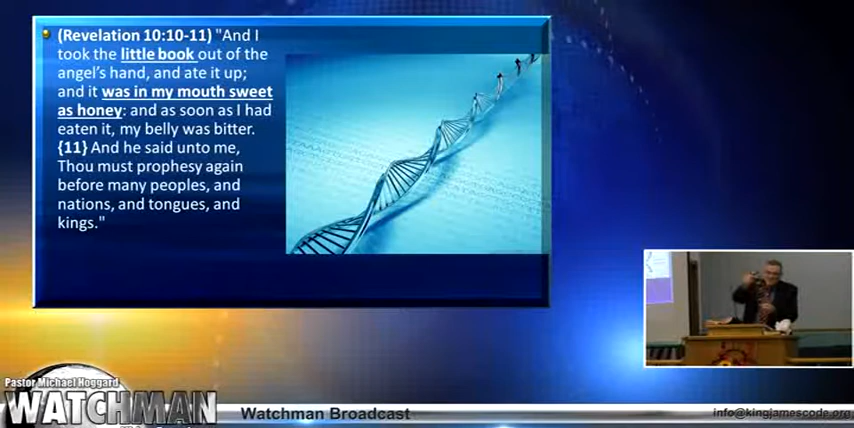 (Revelation 10:10-11) "And I
took the little book out of the
angel's hand, and ate it up;
and it was in my mouth sweet
as honey: and as soon as I had
eaten it, my belly was bitter.
{11} And he said unto me,
Thou must prophesy again
before many peoples, and
nations, and tongues, and
kings."
Pastor Michael Hoggard
WATCHMAN
Watchman Broadcast
info@kingjamescode.org